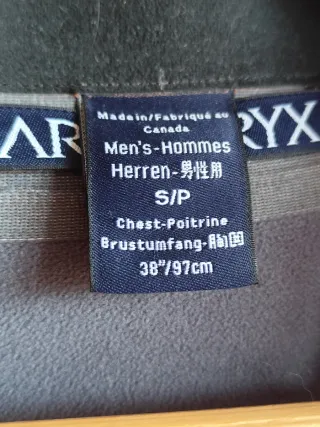 AR
RYX
Made in/Fabriqué au
Canada
Men's-Hommes
Herren-男性用
S/P
Chest-Poitrine
Brustumfang-胸囲
38"/97cm